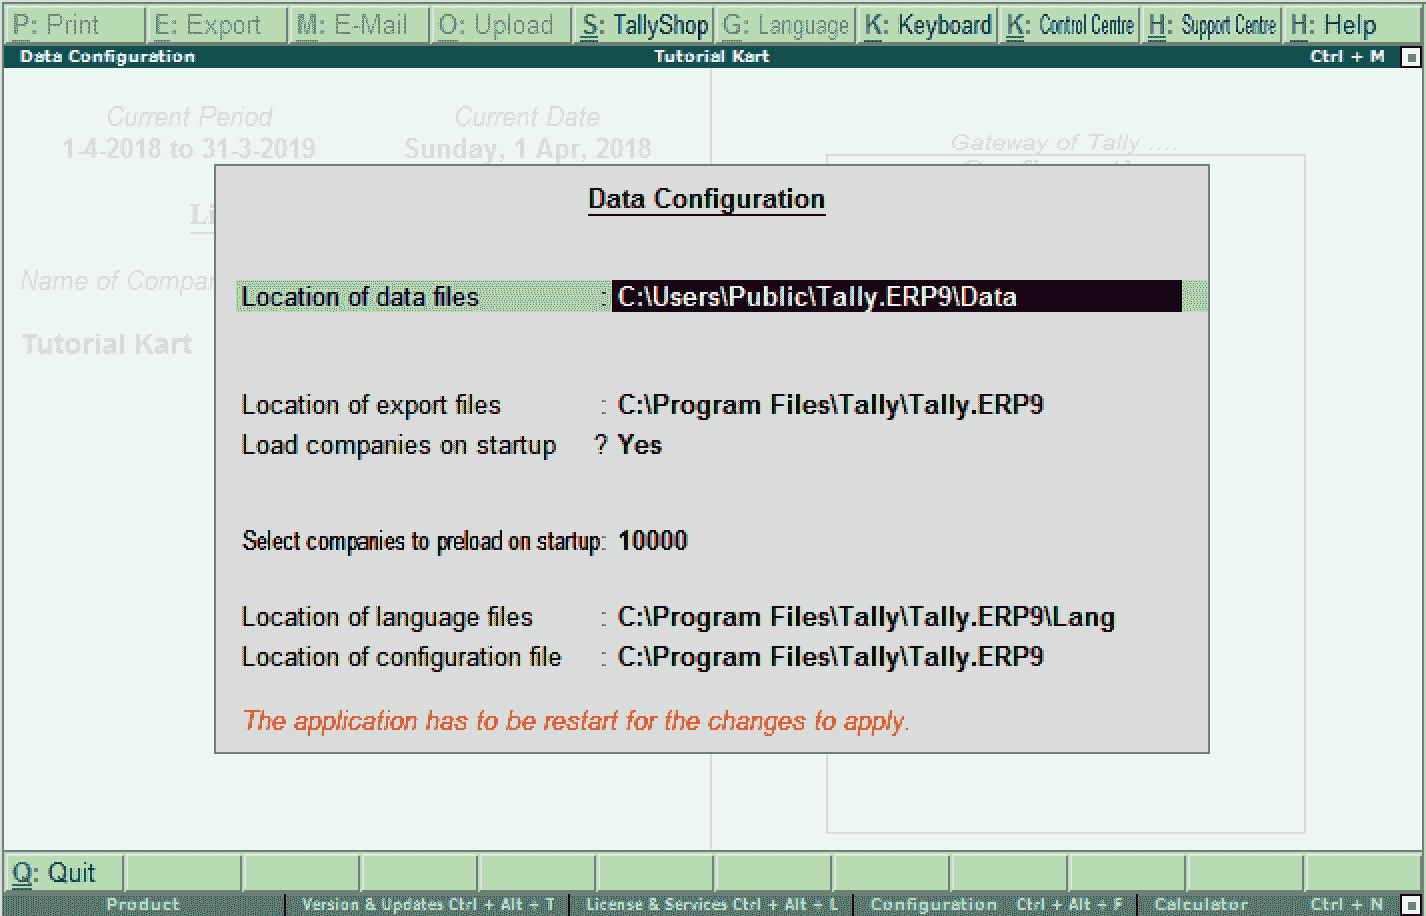 P: Print E: Export M: E-Mail O: Upload S: TallyShop G: Language K: Keyboard K: Control Centre H: Support Centre H: Help
Data Configuration Tutorial Kart Ctrl + M
Current Period Current Date
1-4-2018 to 31-3-2019 Sunday, 1 Apr, 2018
Gateway of Tally ....
Name of Compa
Tutorial Kart
Data Configuration
Location of data files : C:\Users\Public\Tally.ERP9\Data
Location of export files : C:\Program Files\Tally\Tally.ERP9
Load companies on startup ? Yes
Select companies to preload on startup: 10000
Location of language files : C:\Program Files\Tally\Tally.ERP9\Lang
Location of configuration file : C:\Program Files\Tally\Tally.ERP9
The application has to be restart for the changes to apply.
Q: Quit
Product Version & Updates Ctrl + Alt + T License & Services Ctrl + Alt + L Configuration Ctrl + Alt + F Calculator Ctrl + N